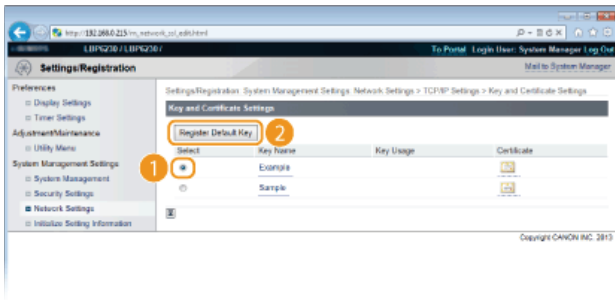 http://192.168.0.215/m_network_ssl_edit.html
LBP6230 / LBP6230/
To Portal Login User: System Manager Log Out
Settings/Registration
Mail to System Manager
Preferences
Display Settings
Timer Settings
Adjustment/Maintenance
Utility Menu
System Management Settings
System Management
Security Settings
Network Settings
Initialize Setting Information
Settings/Registration: System Management Settings: Network Settings > TCP/IP Settings > Key and Certificate Settings
Key and Certificate Settings
Register Default Key
2
Select Key Name Key Usage Certificate
1
Example
Sample
Copyright CANON INC. 2013